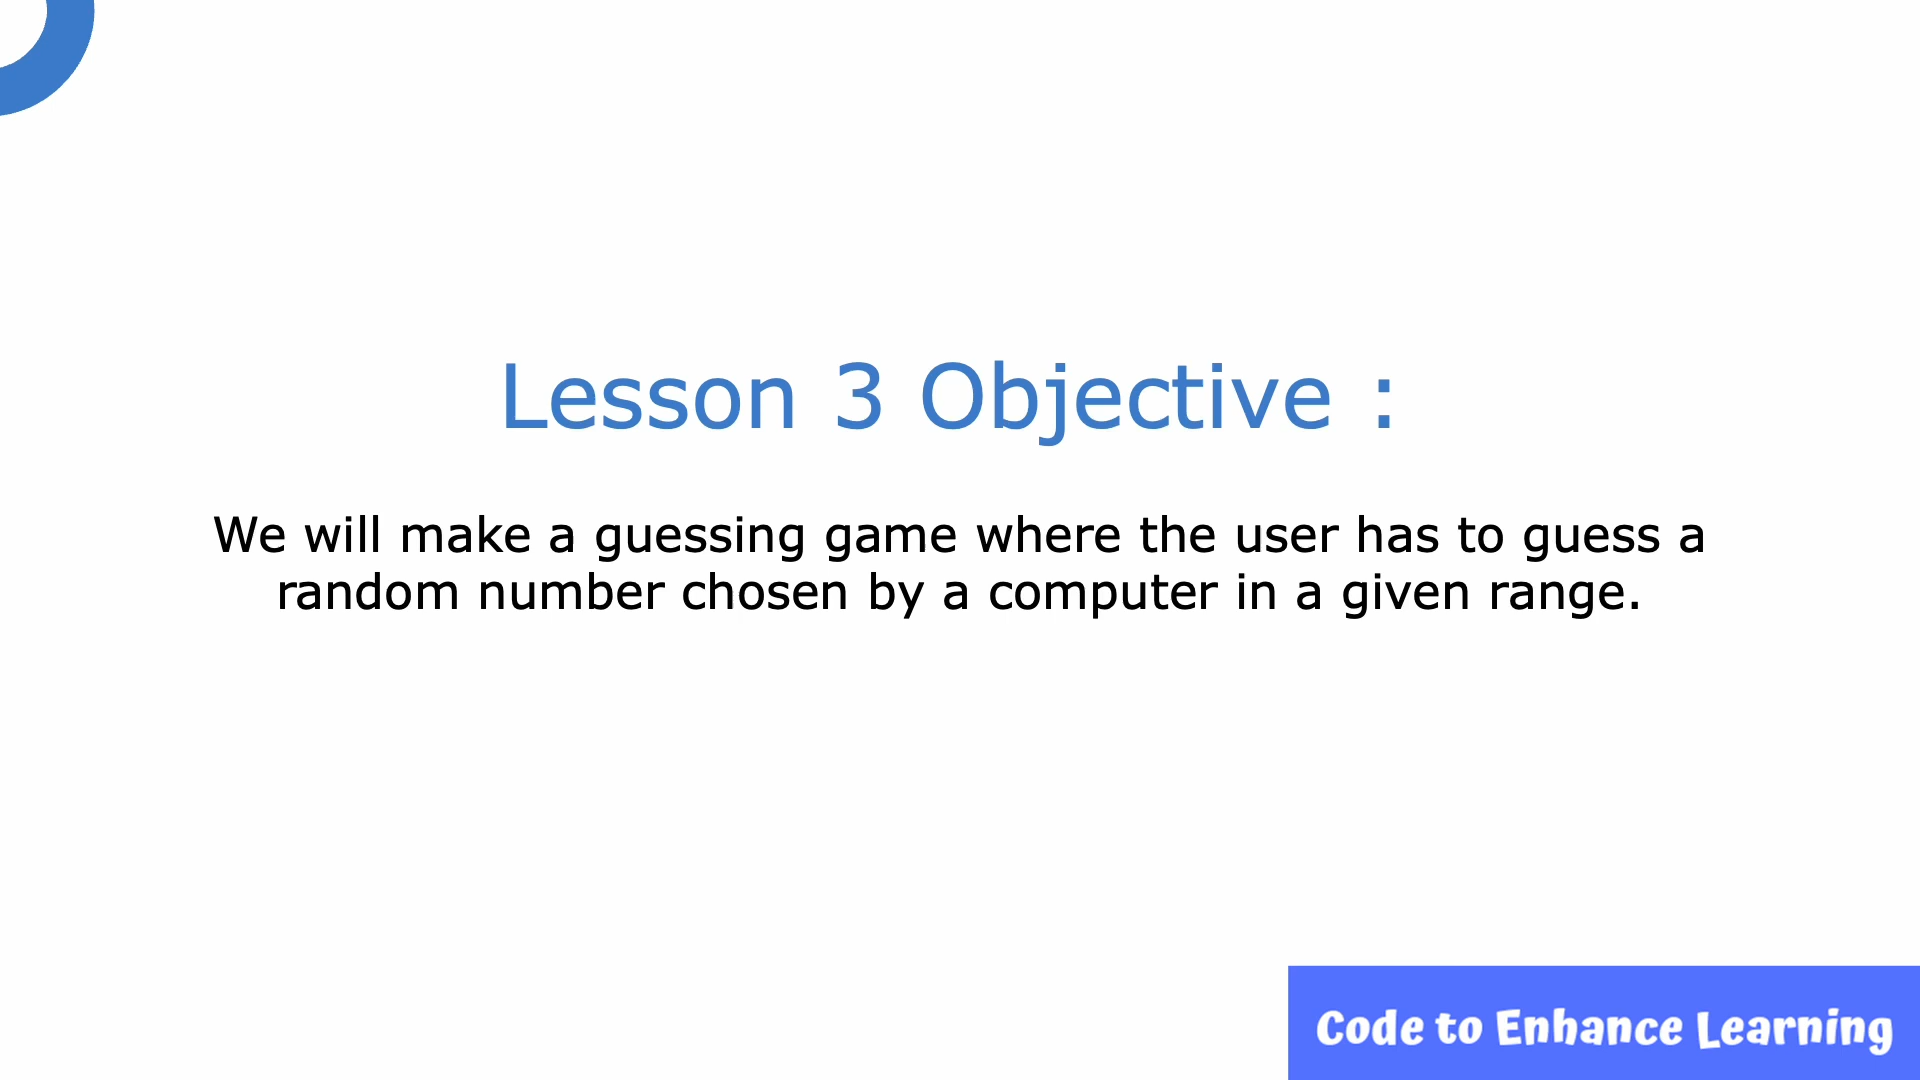 Lesson 3 Objective :
We will make a guessing game where the user has to guess a
random number chosen by a computer in a given range.
Code to Enhance Learning